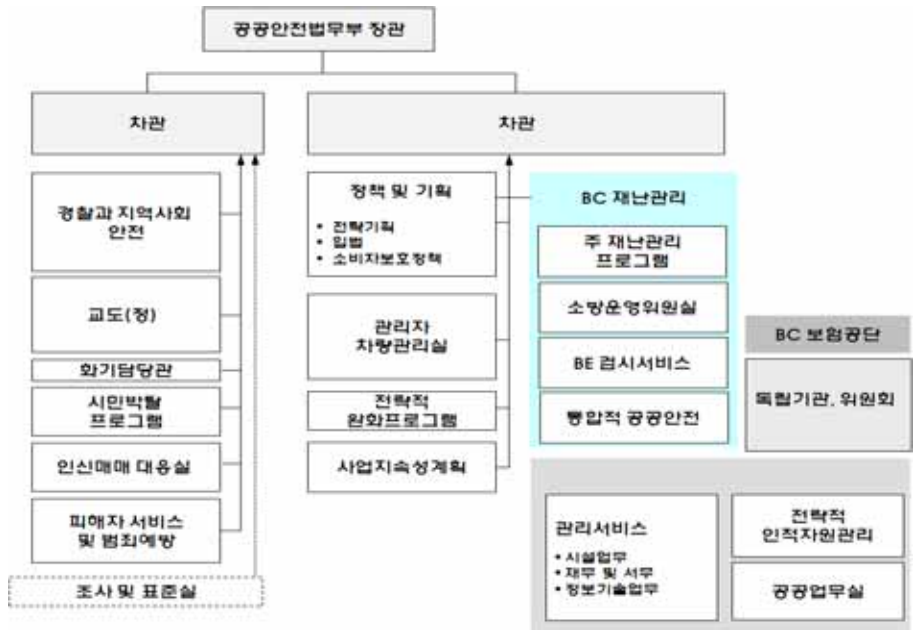 공공안전법무부 장관
차관
차관
경찰과 지역사회
안전
교도(정)
화기담당관
시민박탈
프로그램
인신매매 대응실
피해자 서비스
및 범죄예방
조사 및 표준실
정책 및 기획
• 전략기획
• 입법
• 소비자보호정책
관리자
차량관리실
전략적
완화프로그램
사업지속성계획
BC 재난관리
주 재난관리
프로그램
소방운영위원실
BE 검시서비스
통합적 공공안전
BC 보험공단
독립기관, 위원회
관리서비스
• 시설업무
• 재무 및 서무
• 정보기술업무
전략적
인적자원관리
공공업무실